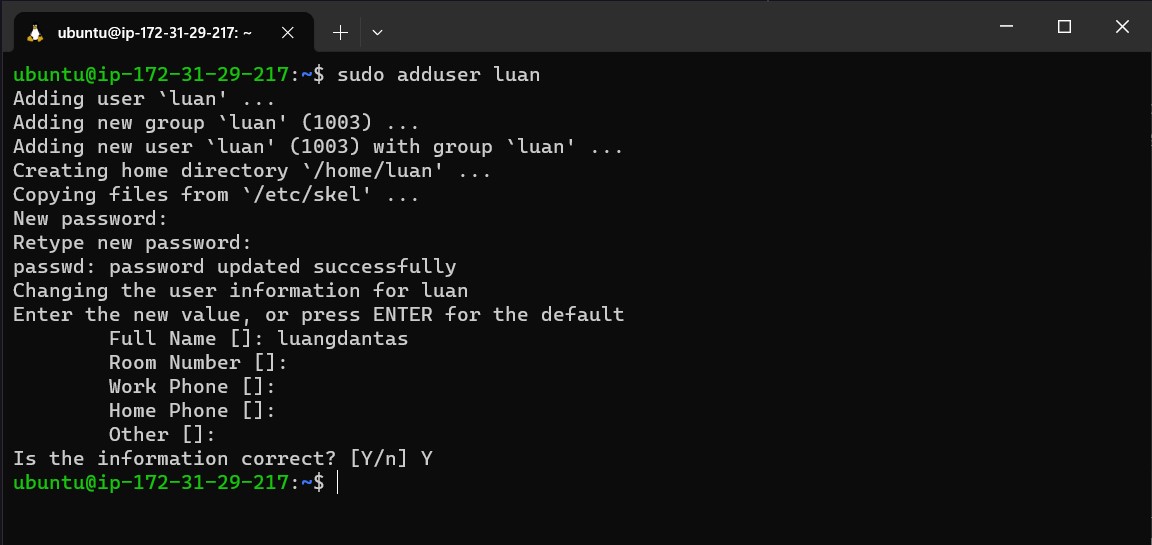 ubuntu@ip-172-31-29-217: ~
ubuntu@ip-172-31-29-217:~$ sudo adduser luan
Adding user `luan' ...
Adding new group `luan' (1003) ...
Adding new user `luan' (1003) with group `luan' ...
Creating home directory `/home/luan' ...
Copying files from `/etc/skel' ...
New password:
Retype new password:
passwd: password updated successfully
Changing the user information for luan
Enter the new value, or press ENTER for the default
        Full Name []: luangdantas
        Room Number []:
        Work Phone []:
        Home Phone []:
        Other []:
Is the information correct? [Y/n] Y
ubuntu@ip-172-31-29-217:~$